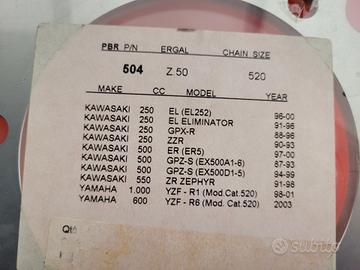 PBR P/N ERGAL CHAIN SIZE
504 Z.50 520
MAKE CC MODEL YEAR
KAWASAKI 250 EL (EL252) 96-00
KAWASAKI 250 EL ELIMINATOR 91-96
KAWASAKI 250 GPX-R 88-96
KAWASAKI 250 ZZR 90-93
KAWASAKI 500 ER (ER5) 97-00
KAWASAKI 500 GPZ-S (EX500A1-6) 87-93
KAWASAKI 500 GPZ-S (EX500D1-5) 94-99
KAWASAKI 550 ZR ZEPHYR 91-98
YAMAHA 1.000 YZF - R1 (Mod.Cat.520) 98-01
YAMAHA 600 YZF - R6 (Mod.Cat.520) 2003
subito